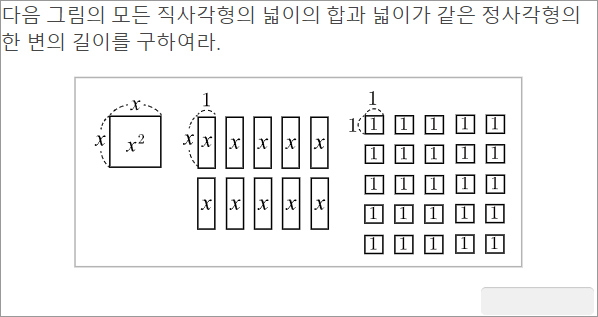 다음 그림의 모든 직사각형의 넓이의 합과 넓이가 같은 정사각형의
한 변의 길이를 구하여라.
x 1 1
x x² x x x x x x 1 1 1 1 1 1
1 1 1 1 1
x x x x x 1 1 1 1 1
1 1 1 1 1
1 1 1 1 1